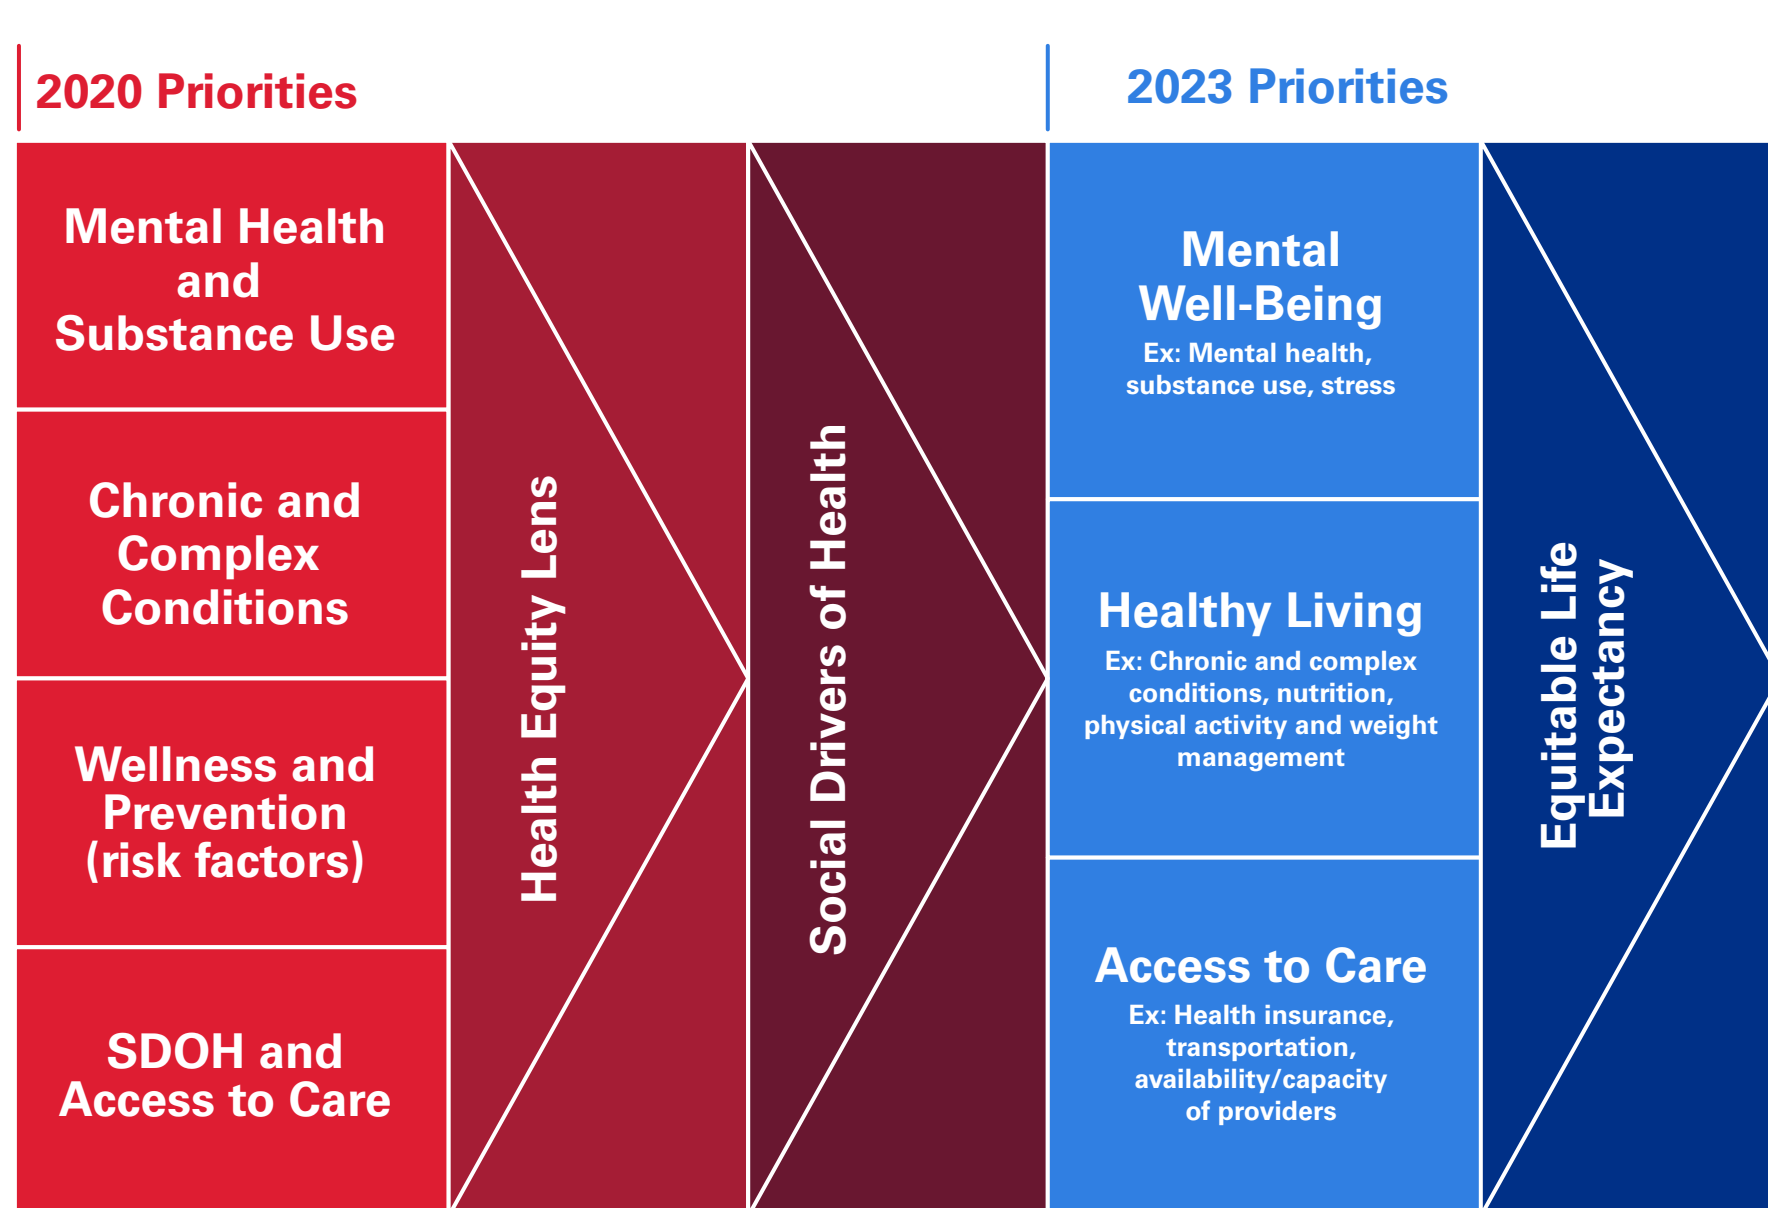 2020 Priorities
2023 Priorities
Mental Health
and
Substance Use
Chronic and
Complex
Conditions
Wellness and
Prevention
(risk factors)
SDOH and
Access to Care
Health Equity Lens
Social Drivers of Health
Mental
Well-Being
Ex: Mental health,
substance use, stress
Healthy Living
Ex: Chronic and complex
conditions, nutrition,
physical activity and weight
management
Access to Care
Ex: Health insurance,
transportation,
availability/capacity
of providers
Equitable Life
Expectancy